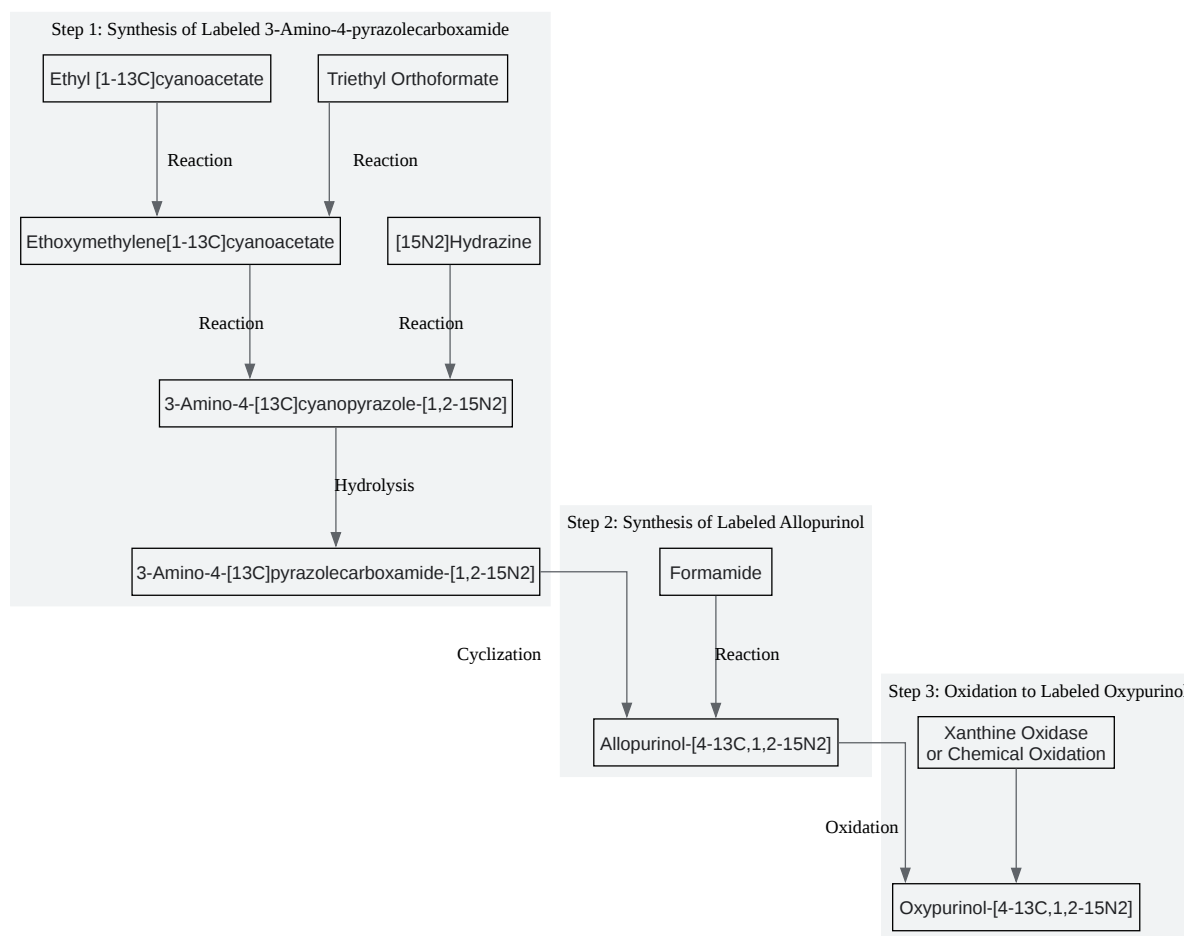 Step 1: Synthesis of Labeled 3-Amino-4-pyrazolecarboxamide
Ethyl [1-13C]cyanoacetate
Triethyl Orthoformate
Reaction
Reaction
Ethoxymethylene[1-13C]cyanoacetate
[15N2]Hydrazine
Reaction
Reaction
3-Amino-4-[13C]cyanopyrazole-[1,2-15N2]
Hydrolysis
3-Amino-4-[13C]pyrazolecarboxamide-[1,2-15N2]
Step 2: Synthesis of Labeled Allopurinol
Formamide
Cyclization
Reaction
Allopurinol-[4-13C,1,2-15N2]
Step 3: Oxidation to Labeled Oxypurinol
Xanthine Oxidase
or Chemical Oxidation
Oxidation
Oxypurinol-[4-13C,1,2-15N2]